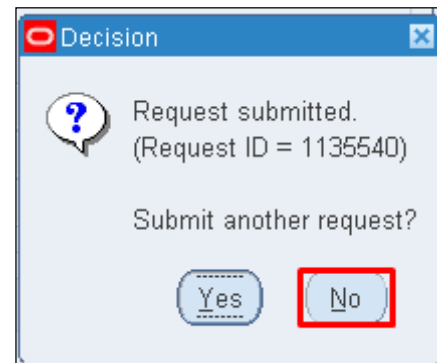 Decision
Request submitted.
(Request ID = 1135540)
Submit another request?
Yes No